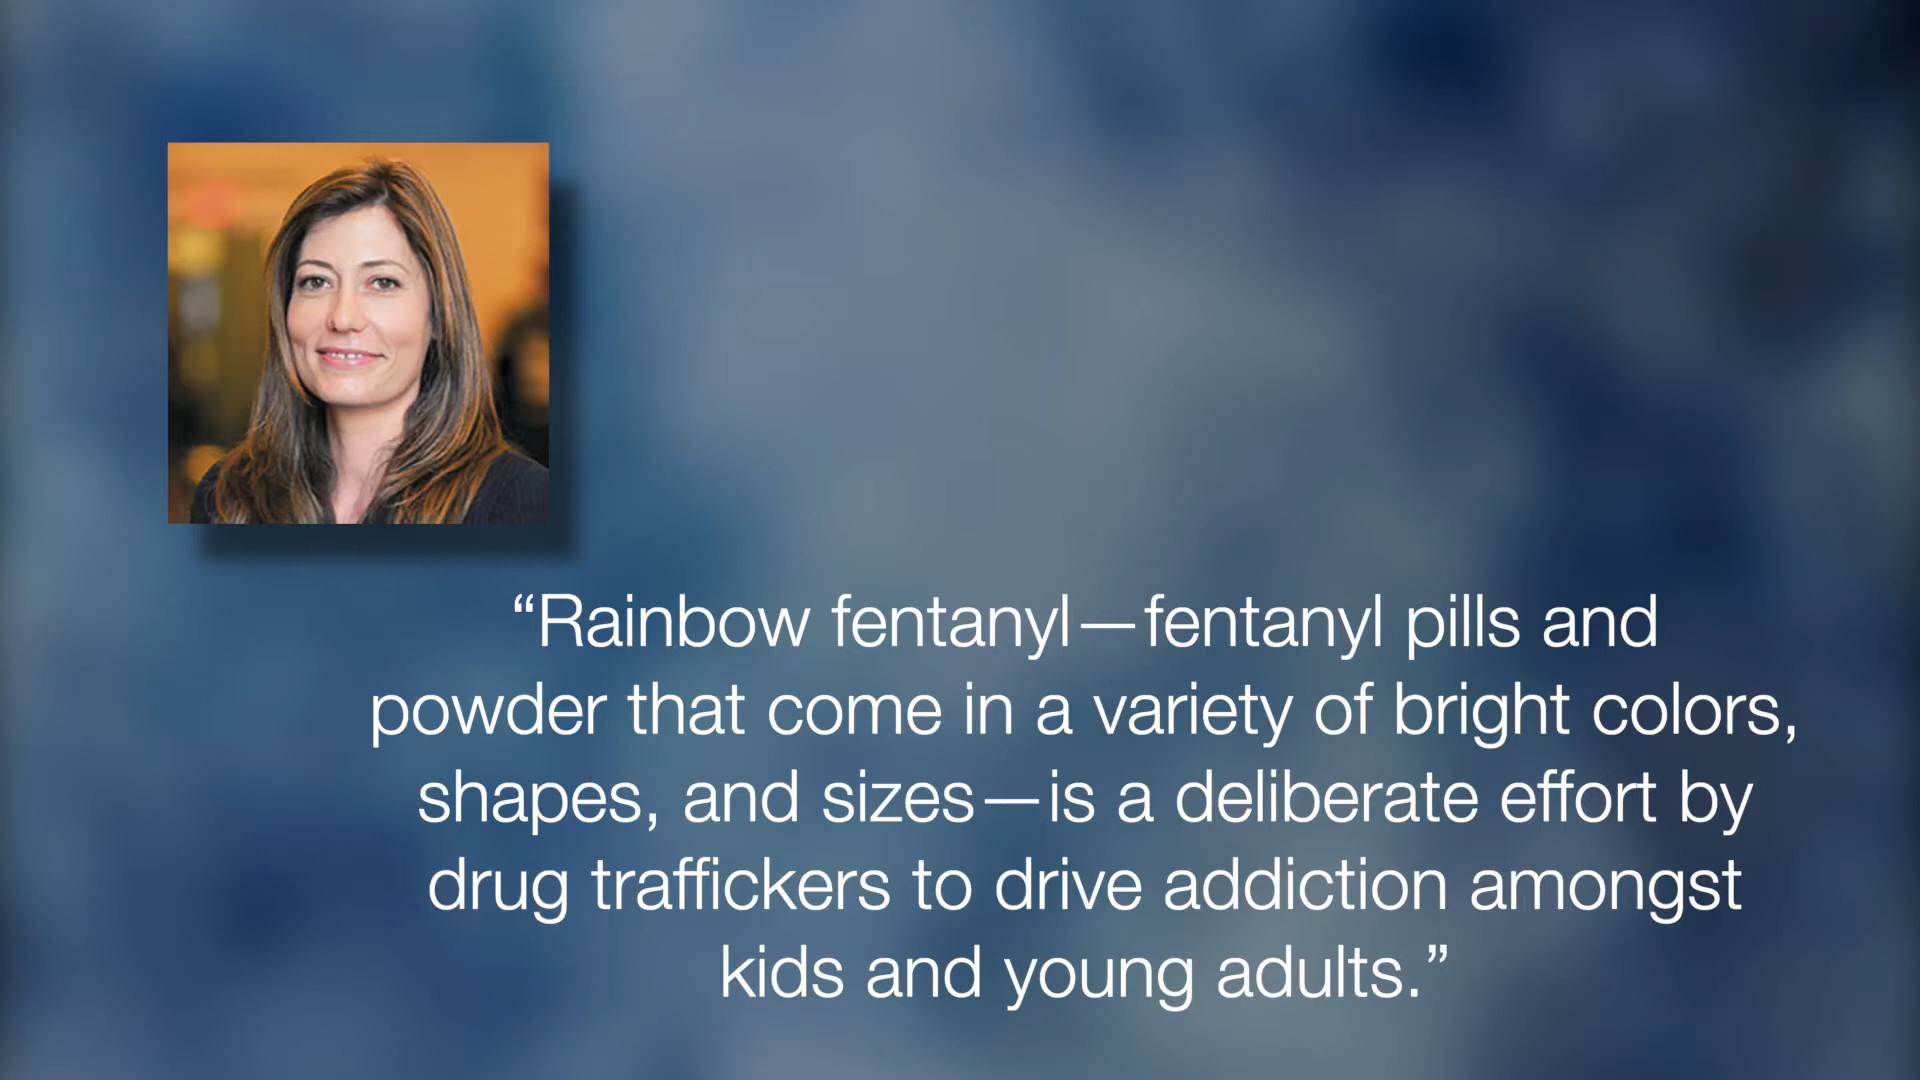 “Rainbow fentanyl—fentanyl pills and
powder that come in a variety of bright colors,
shapes, and sizes—is a deliberate effort by
drug traffickers to drive addiction amongst
kids and young adults.”